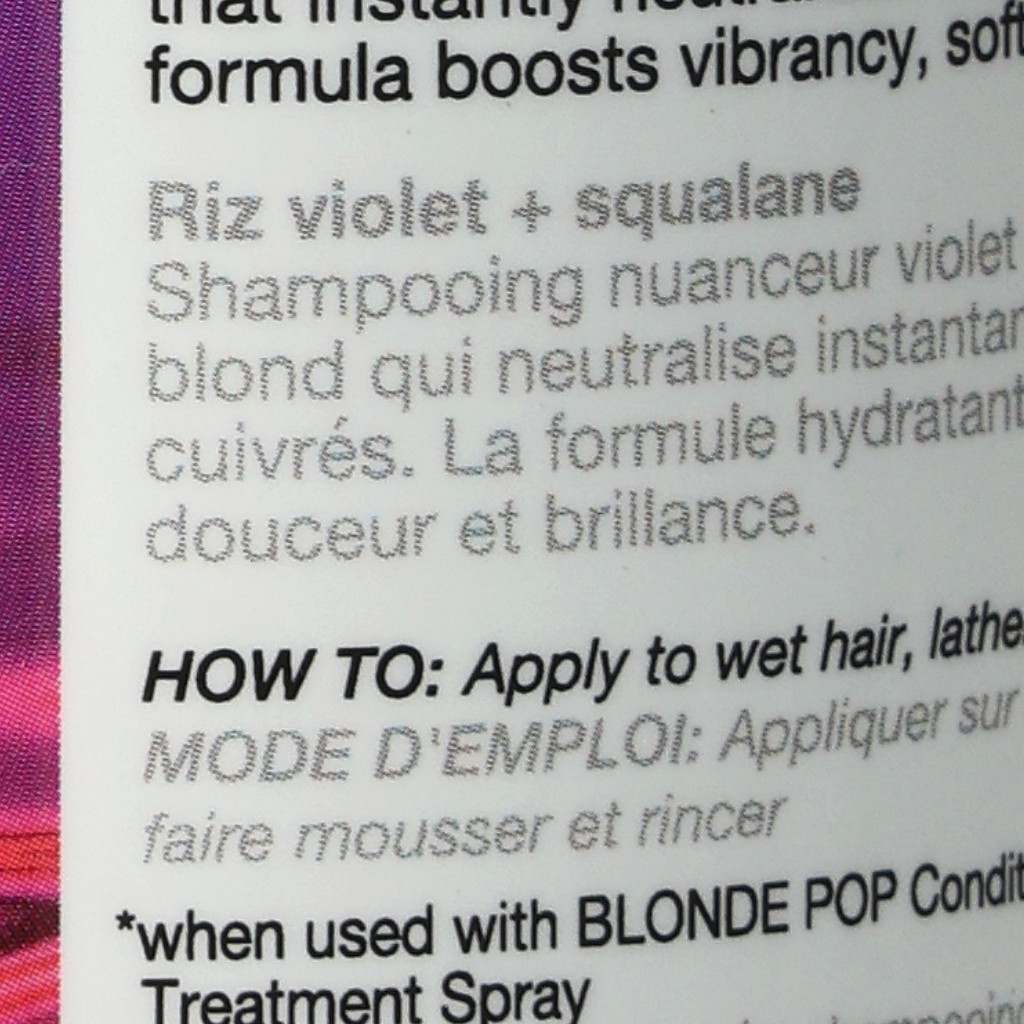 that instantly
formula boosts vibrancy, soft
Riz violet + squalane
Shampooing nuanceur violet
blond qui neutralise instantan
cuivrés. La formule hydratant
douceur et brillance.
HOW TO: Apply to wet hair, lathe
MODE D'EMPLOI: Appliquer sur
faire mousser et rincer
*when used with BLONDE POP Condit
Treatment Spray